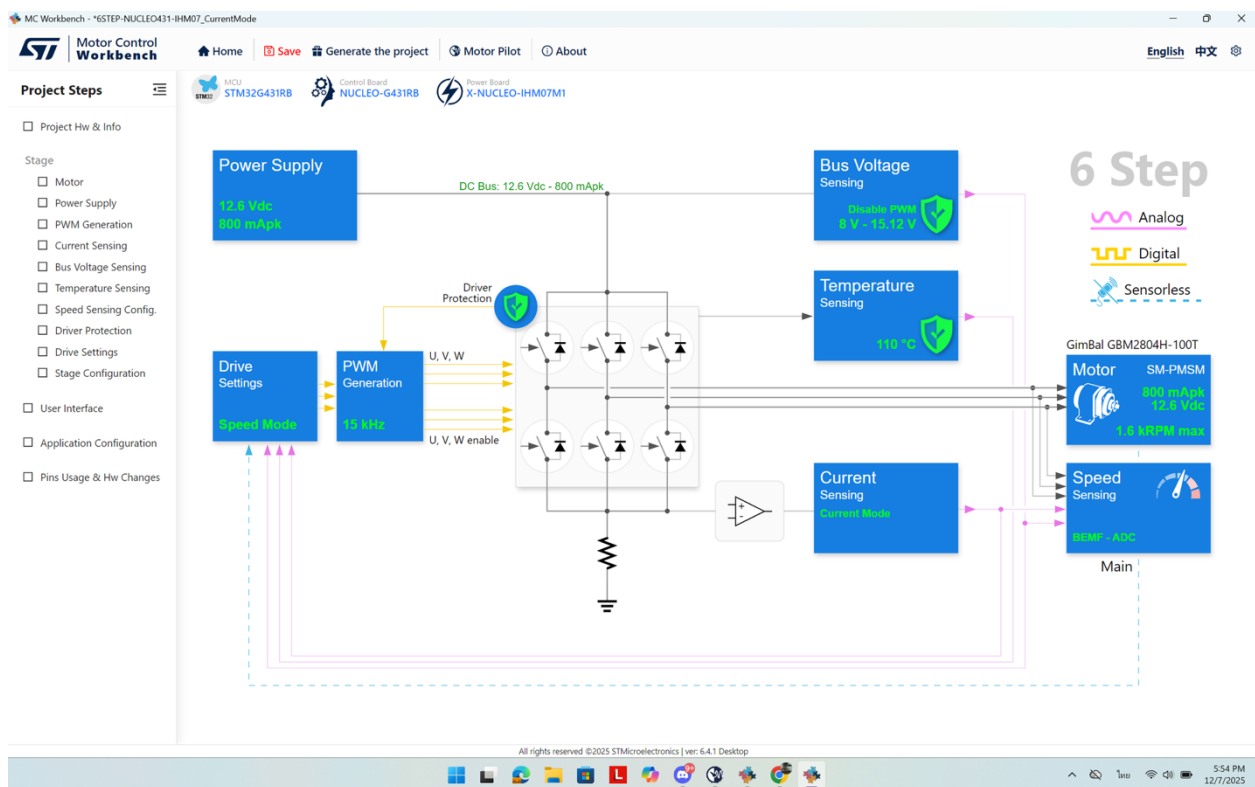 MC Workbench - *6STEP-NUCLEO431-IHM07_CurrentMode
Motor Control
Workbench
Home
Save
Generate the project
Motor Pilot
About
English
中文
Project Steps
MCU
STM32G431RB
Control Board
NUCLEO-G431RB
Power Board
X-NUCLEO-IHM07M1
STM32
Project Hw & Info
Stage
Motor
Power Supply
PWM Generation
Current Sensing
Bus Voltage Sensing
Temperature Sensing
Speed Sensing Config.
Driver Protection
Drive Settings
Stage Configuration
User Interface
Application Configuration
Pins Usage & Hw Changes
Power Supply
12.6 Vdc
800 mApk
DC Bus: 12.6 Vdc - 800 mApk
Bus Voltage
Sensing
Disable PWM
8 V - 15.12 V
6 Step
Analog
Digital
Sensorless
Driver
Protection
Temperature
Sensing
110 °C
Drive
Settings
Speed Mode
PWM
Generation
15 kHz
U, V, W
U, V, W enable
GimBal GBM2804H-100T
Motor
SM-PMSM
800 mApk
12.6 Vdc
1.6 kRPM max
Current
Sensing
Current Mode
Speed
Sensing
BEMF - ADC
Main
All rights reserved ©2025 STMicroelectronics | ver: 6.4.1 Desktop
L
9+
ไทย
5:54 PM
12/7/2025